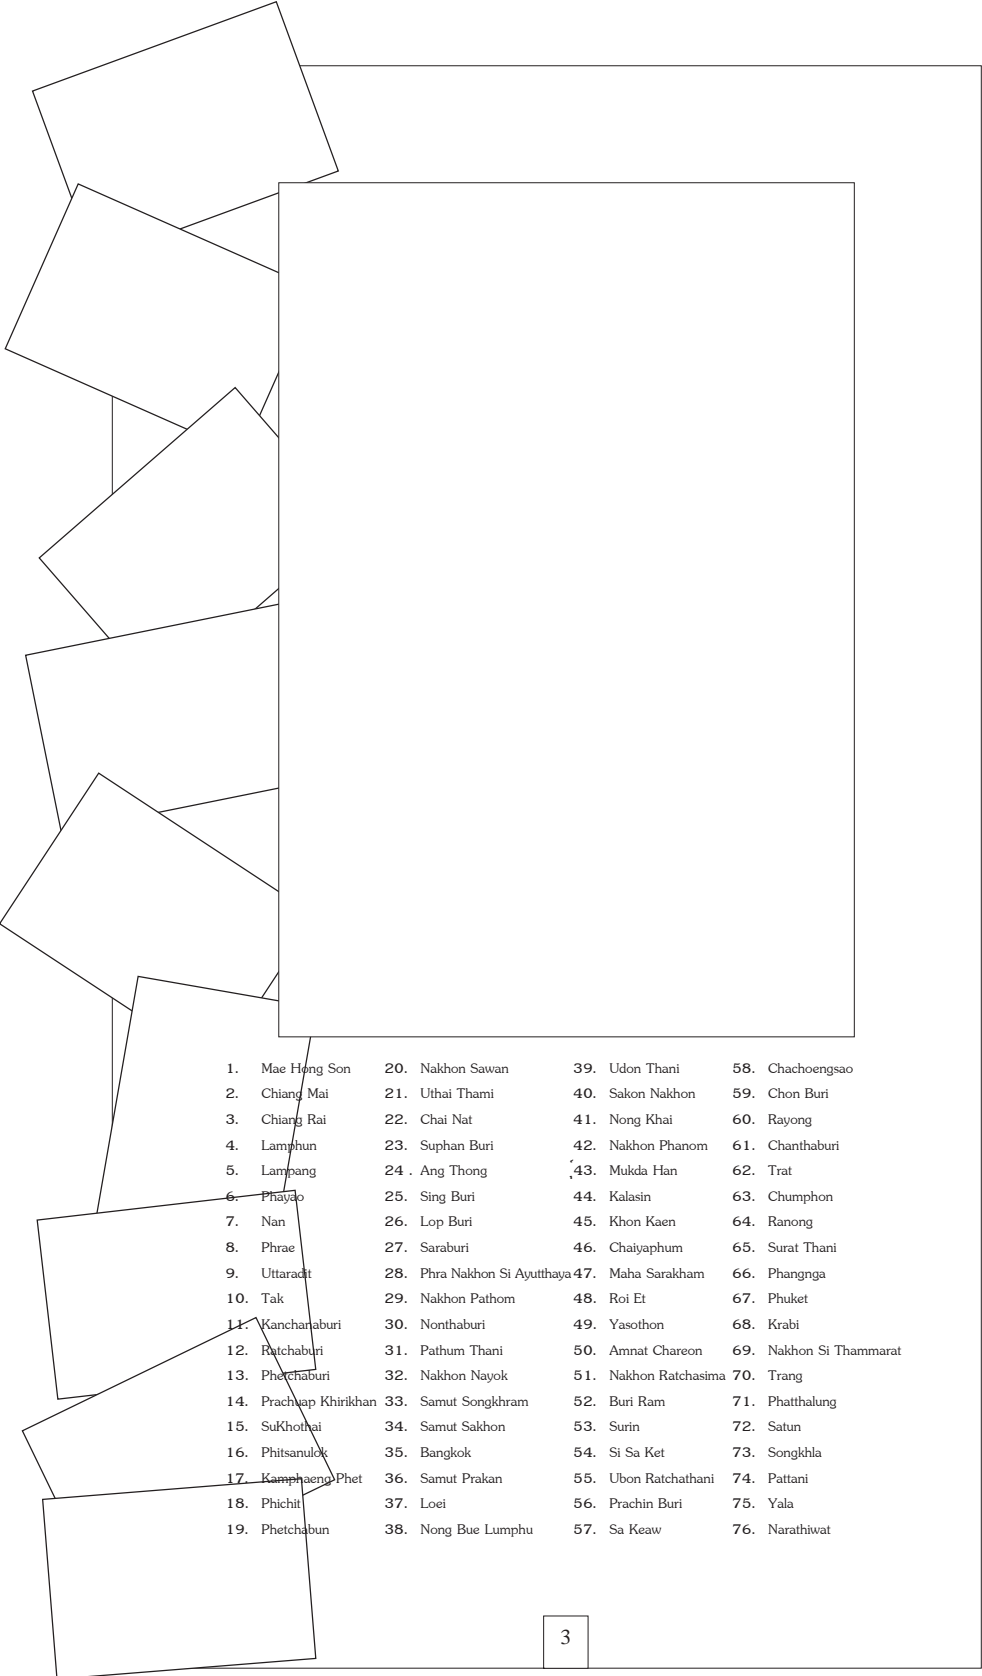 1. Mae Hong Son
2. Chiang Mai
3. Chiang Rai
4. Lamphun
5. Lampang
6. Phayao
7. Nan
8. Phrae
9. Uttaradit
10. Tak
11. Kanchanaburi
12. Ratchaburi
13. Phetchaburi
14. Prachuap Khirikhan
15. SuKhothai
16. Phitsanulok
17. Kamphaeng Phet
18. Phichit
19. Phetchabun
20. Nakhon Sawan
21. Uthai Thami
22. Chai Nat
23. Suphan Buri
24 . Ang Thong
25. Sing Buri
26. Lop Buri
27. Saraburi
28. Phra Nakhon Si Ayutthaya
29. Nakhon Pathom
30. Nonthaburi
31. Pathum Thani
32. Nakhon Nayok
33. Samut Songkhram
34. Samut Sakhon
35. Bangkok
36. Samut Prakan
37. Loei
38. Nong Bue Lumphu
39. Udon Thani
40. Sakon Nakhon
41. Nong Khai
42. Nakhon Phanom
43. Mukda Han
44. Kalasin
45. Khon Kaen
46. Chaiyaphum
47. Maha Sarakham
48. Roi Et
49. Yasothon
50. Amnat Chareon
51. Nakhon Ratchasima
52. Buri Ram
53. Surin
54. Si Sa Ket
55. Ubon Ratchathani
56. Prachin Buri
57. Sa Keaw
58. Chachoengsao
59. Chon Buri
60. Rayong
61. Chanthaburi
62. Trat
63. Chumphon
64. Ranong
65. Surat Thani
66. Phangnga
67. Phuket
68. Krabi
69. Nakhon Si Thammarat
70. Trang
71. Phatthalung
72. Satun
73. Songkhla
74. Pattani
75. Yala
76. Narathiwat
3